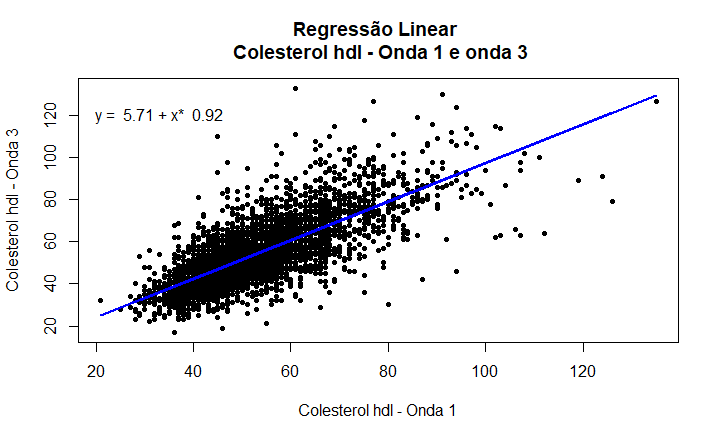 Regressão Linear
Colesterol hdl - Onda 1 e onda 3
y = 5.71 + x* 0.92
Colesterol hdl - Onda 3
120
100
80
60
40
20
20
40
60
80
100
120
Colesterol hdl - Onda 1